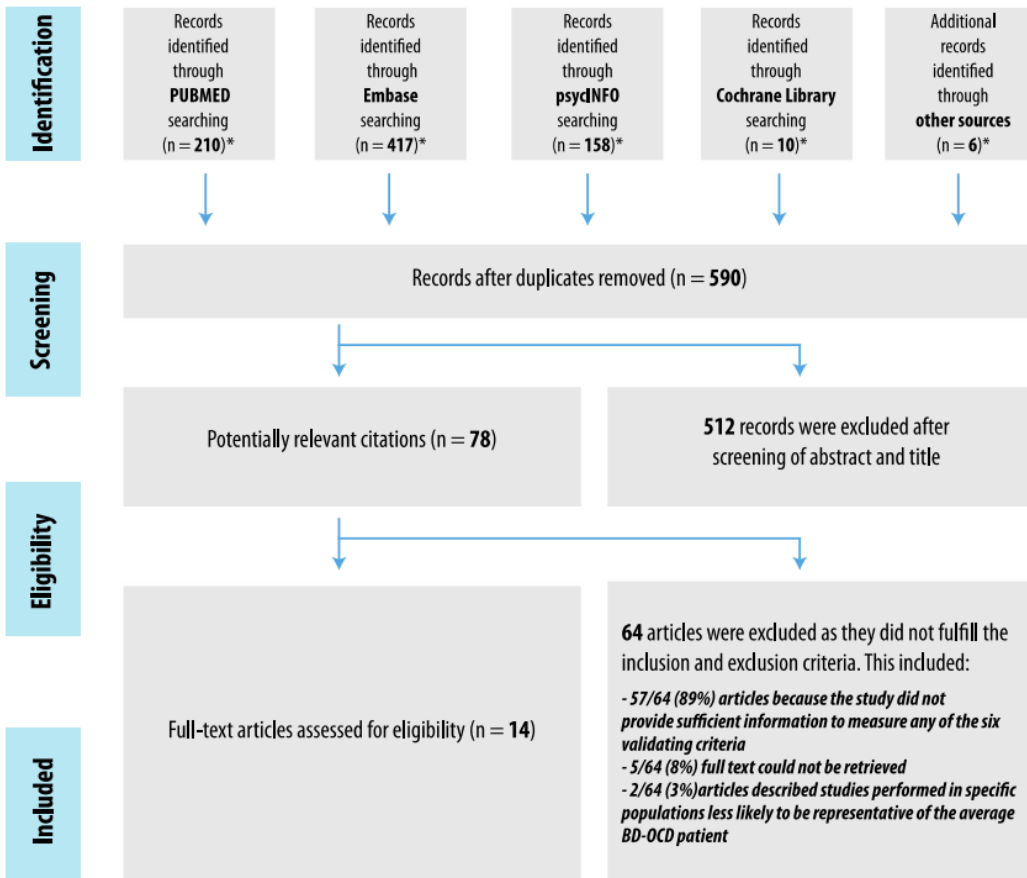 Identification
Records
identified
through
PUBMED
searching
(n = 210)*
Records
identified
through
Embase
searching
(n = 417)*
Records
identified
through
psycINFO
searching
(n = 158)*
Records
identified
through
Cochrane Library
searching
(n = 10)*
Additional
records
identified
through
other sources
(n = 6)*
Screening
Records after duplicates removed (n = 590)
Potentially relevant citations (n = 78)
512 records were excluded after
screening of abstract and title
Eligibility
Full-text articles assessed for eligibility (n = 14)
64 articles were excluded as they did not fulfill the
inclusion and exclusion criteria. This included:
- 57/64 (89%) articles because the study did not
provide sufficient information to measure any of the six
validating criteria
- 5/64 (8%) full text could not be retrieved
- 2/64 (3%)articles described studies performed in specific
populations less likely to be representative of the average
BD-OCD patient
Included